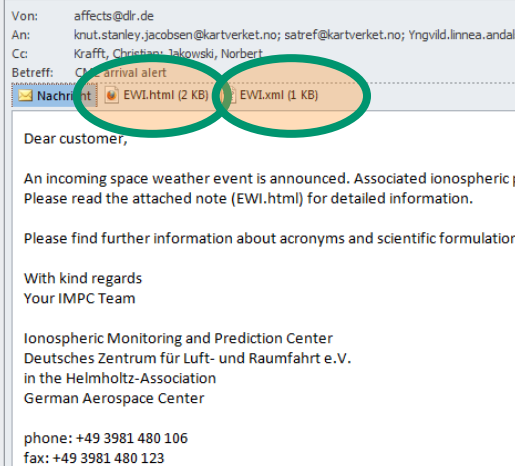 Von: affects@dlr.de
An: knut.stanley.jacobsen@kartverket.no; satref@kartverket.no; Yngvild.linnea.andal
Cc: Krafft, Christian; Jakowski, Norbert
Betreff: CME arrival alert
Nachricht EWI.html (2 KB) EWI.xml (1 KB)
Dear customer,
An incoming space weather event is announced. Associated ionospheric p
Please read the attached note (EWI.html) for detailed information.
Please find further information about acronyms and scientific formulation
With kind regards
Your IMPC Team
Ionospheric Monitoring and Prediction Center
Deutsches Zentrum für Luft- und Raumfahrt e.V.
in the Helmholtz-Association
German Aerospace Center
phone: +49 3981 480 106
fax: +49 3981 480 123